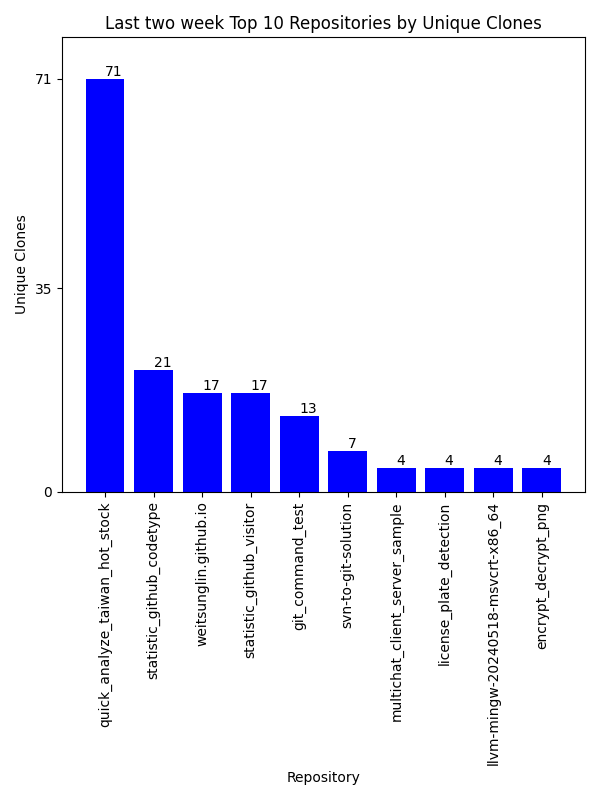 Last two week Top 10 Repositories by Unique Clones
Unique Clones
71
35
0
71
21
17
17
13
7
4
4
4
4
quick_analyze_taiwan_hot_stock
statistic_github_codetype
weitsunglin.github.io
statistic_github_visitor
git_command_test
svn-to-git-solution
multichat_client_server_sample
license_plate_detection
llvm-mingw-20240518-msvcrt-x86_64
encrypt_decrypt_png
Repository